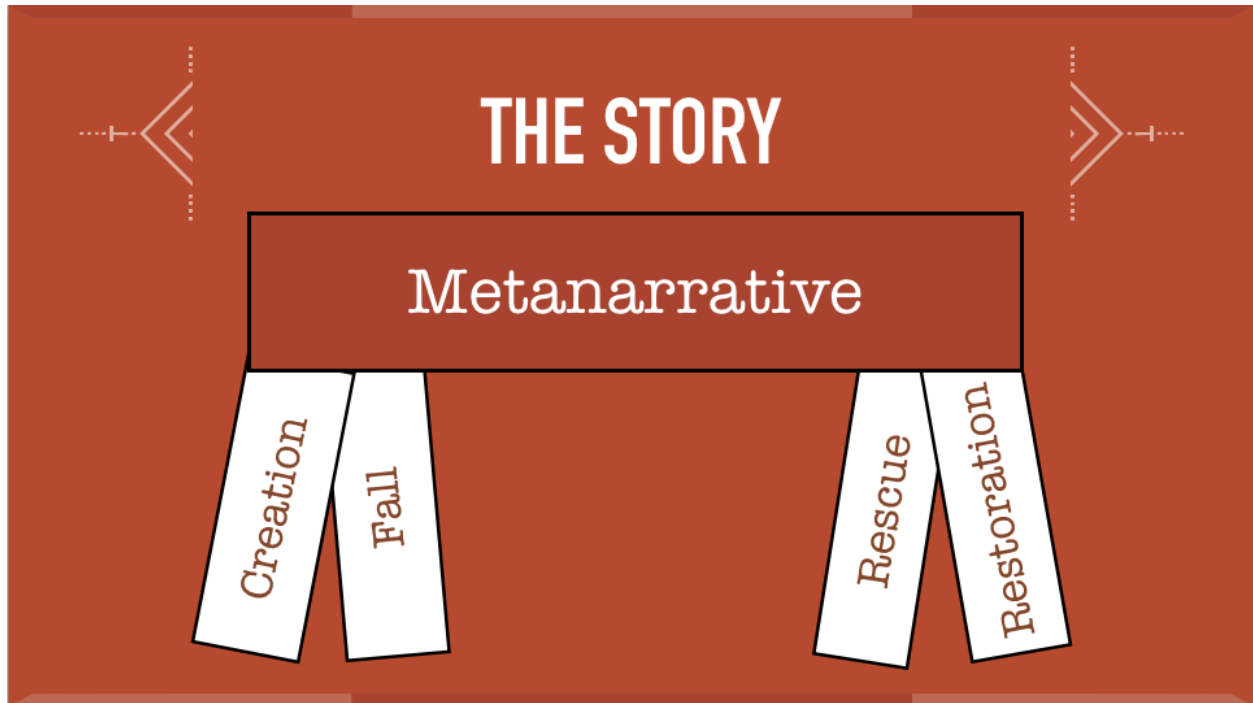 THE STORY
Metanarrative
Creation
Fall
Rescue
Restoration